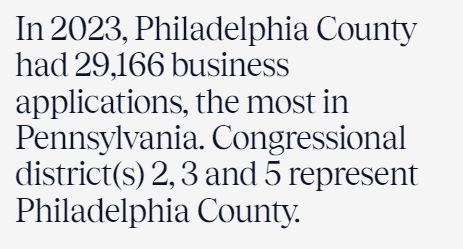 In 2023, Philadelphia County
had 29,166 business
applications, the most in
Pennsylvania. Congressional
district(s) 2, 3 and 5 represent
Philadelphia County.